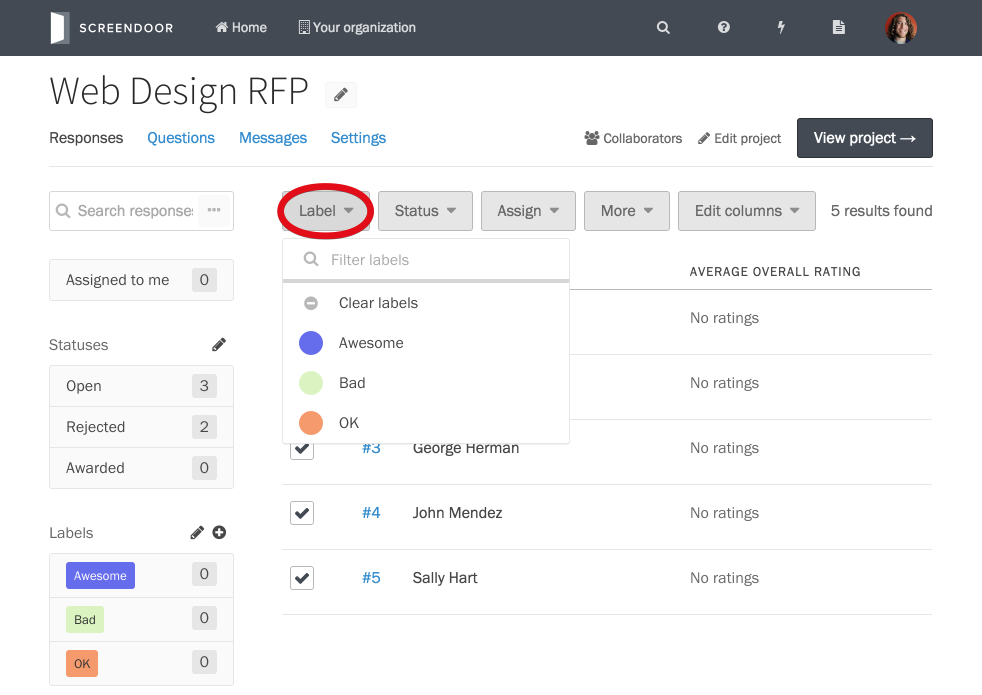 SCREENDOOR
Home
Your organization
Web Design RFP
Responses Questions Messages Settings
Collaborators Edit project View project →
Search responses ...
Label Status Assign More Edit columns 5 results found
Filter labels
Clear labels
Awesome
Bad
OK
Assigned to me 0
Statuses
Open 3
Rejected 2
Awarded 0
Labels
Awesome 0
Bad 0
OK 0
AVERAGE OVERALL RATING
No ratings
No ratings
#3 George Herman No ratings
#4 John Mendez No ratings
#5 Sally Hart No ratings